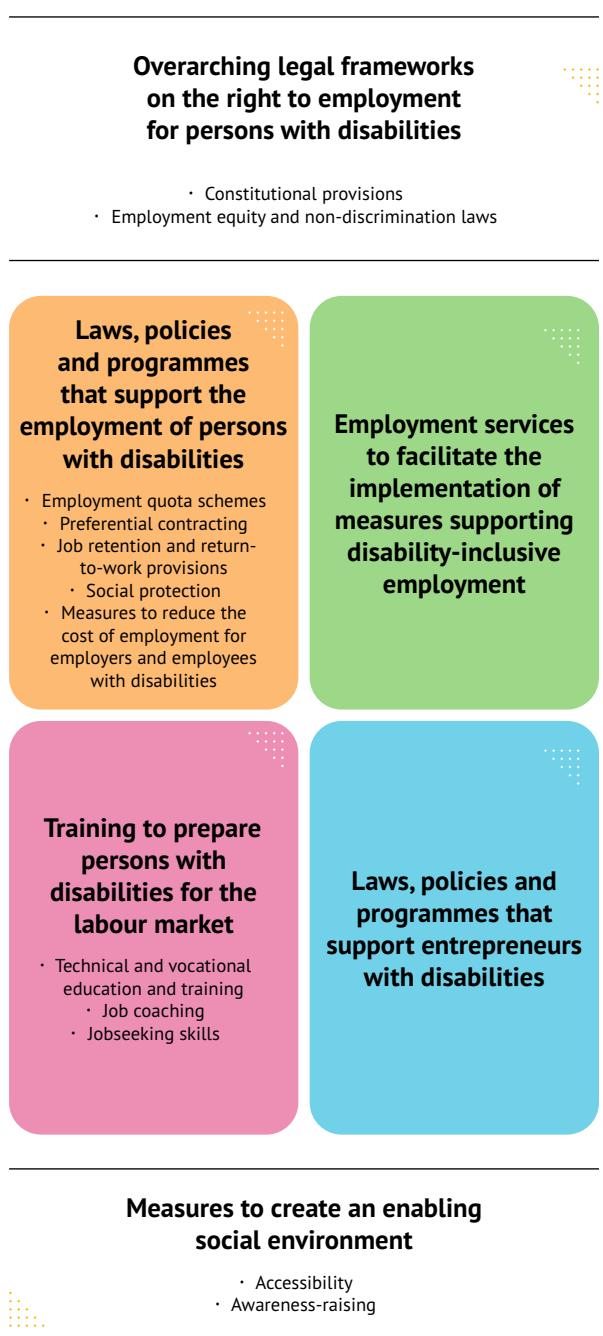 Overarching legal frameworks
on the right to employment
for persons with disabilities
· Constitutional provisions
· Employment equity and non-discrimination laws
Laws, policies
and programmes
that support the
employment of persons
with disabilities
· Employment quota schemes
· Preferential contracting
· Job retention and return-
to-work provisions
· Social protection
· Measures to reduce the
cost of employment for
employers and employees
with disabilities
Employment services
to facilitate the
implementation of
measures supporting
disability-inclusive
employment
Training to prepare
persons with
disabilities for the
labour market
· Technical and vocational
education and training
· Job coaching
· Jobseeking skills
Laws, policies and
programmes that
support entrepreneurs
with disabilities
Measures to create an enabling
social environment
· Accessibility
· Awareness-raising